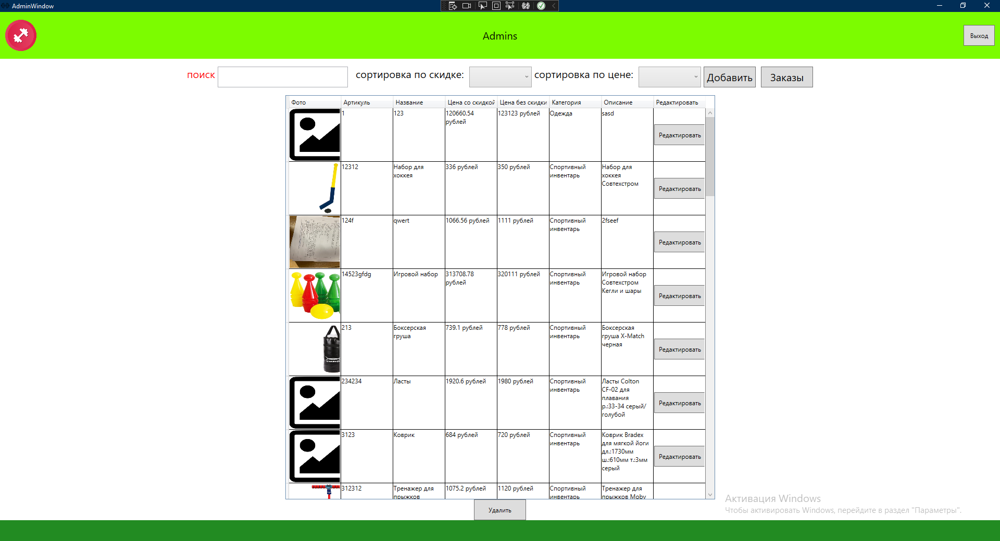 AdminWindow
Admins
Выход
поиск
сортировка по скидке:
сортировка по цене:
Добавить
Заказы
Фото Артикуль Название Цена со скидкой Цена без скидки Категория Описание Редактировать
1
123
120660.54
рублей
123123 рублей
Одежда
sasd
Редактировать
12312
Набор для
хоккея
336 рублей
350 рублей
Спортивный
инвентарь
Набор для
хоккея
Совтехстром
Редактировать
124f
qwert
1066.56 рублей
1111 рублей
Спортивный
инвентарь
2fseef
Редактировать
14523gfdg
Игровой набор
313708.78
рублей
320111 рублей
Спортивный
инвентарь
Игровой набор
Совтехстром
Кегли и шары
Редактировать
213
Боксерская
груша
739.1 рублей
778 рублей
Спортивный
инвентарь
Боксерская
груша X-Match
черная
Редактировать
234234
Ласты
1920.6 рублей
1980 рублей
Спортивный
инвентарь
Ласты Colton
CF-02 для
плавания
р.:33-34 серый/
голубой
Редактировать
3123
Коврик
684 рублей
720 рублей
Спортивный
инвентарь
Коврик Bradex
для мягкой йоги
дл.:1730мм
ш.:610мм т.:3мм
серый
Редактировать
312312
Тренажер для
прыжков
1075.2 рублей
1120 рублей
Спортивный
инвентарь
Тренажер для
прыжков Moby
Удалить
Активация Windows
Чтобы активировать Windows, перейдите в раздел "Параметры".